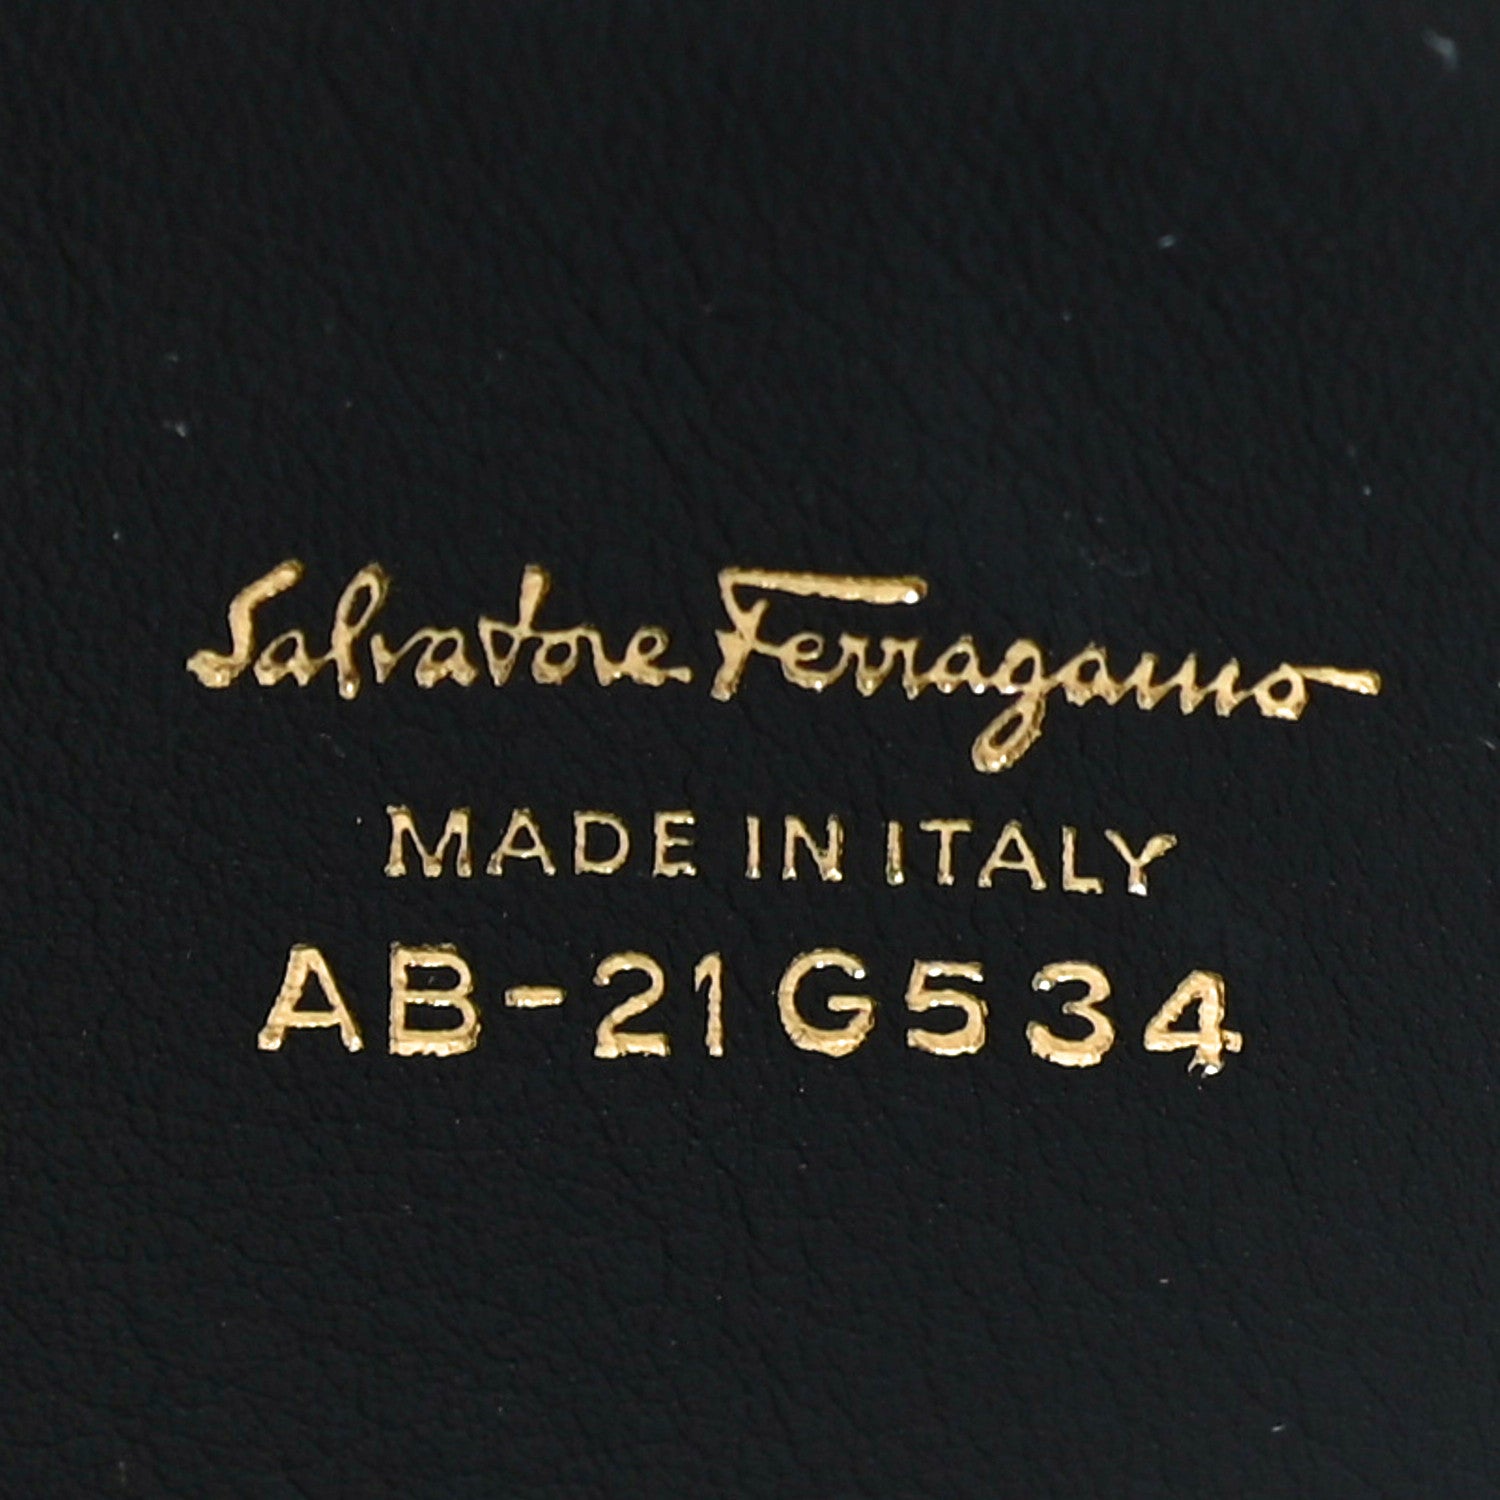 Salvatore Ferragamo
MADE IN ITALY
AB-21G534